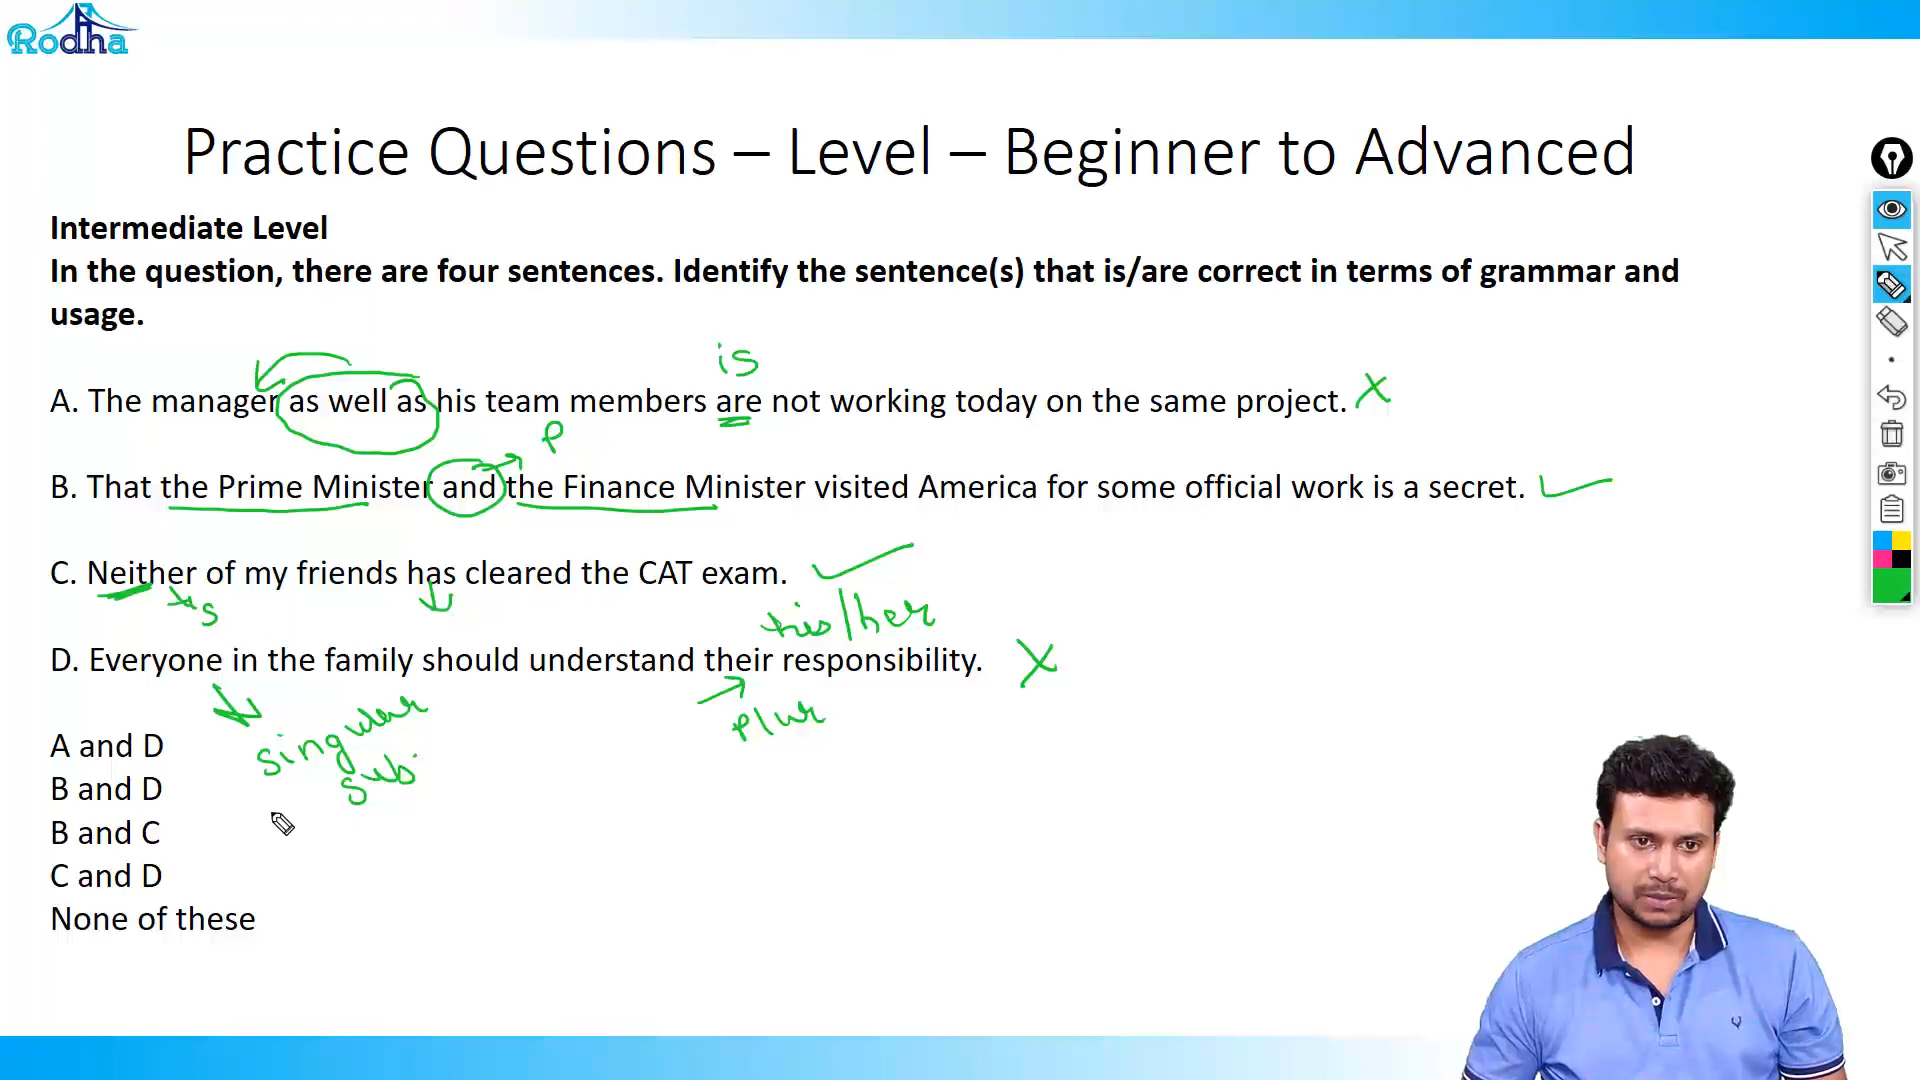 Rodha
Practice Questions – Level – Beginner to Advanced
Intermediate Level
In the question, there are four sentences. Identify the sentence(s) that is/are correct in terms of grammar and
usage.
is
A. The manager as well as his team members are not working today on the same project. X
P
B. That the Prime Minister and the Finance Minister visited America for some official work is a secret.
C. Neither of my friends has cleared the CAT exam.
S
his/her
D. Everyone in the family should understand their responsibility. X
plur
singular
sub
A and D
B and D
B and C
C and D
None of these